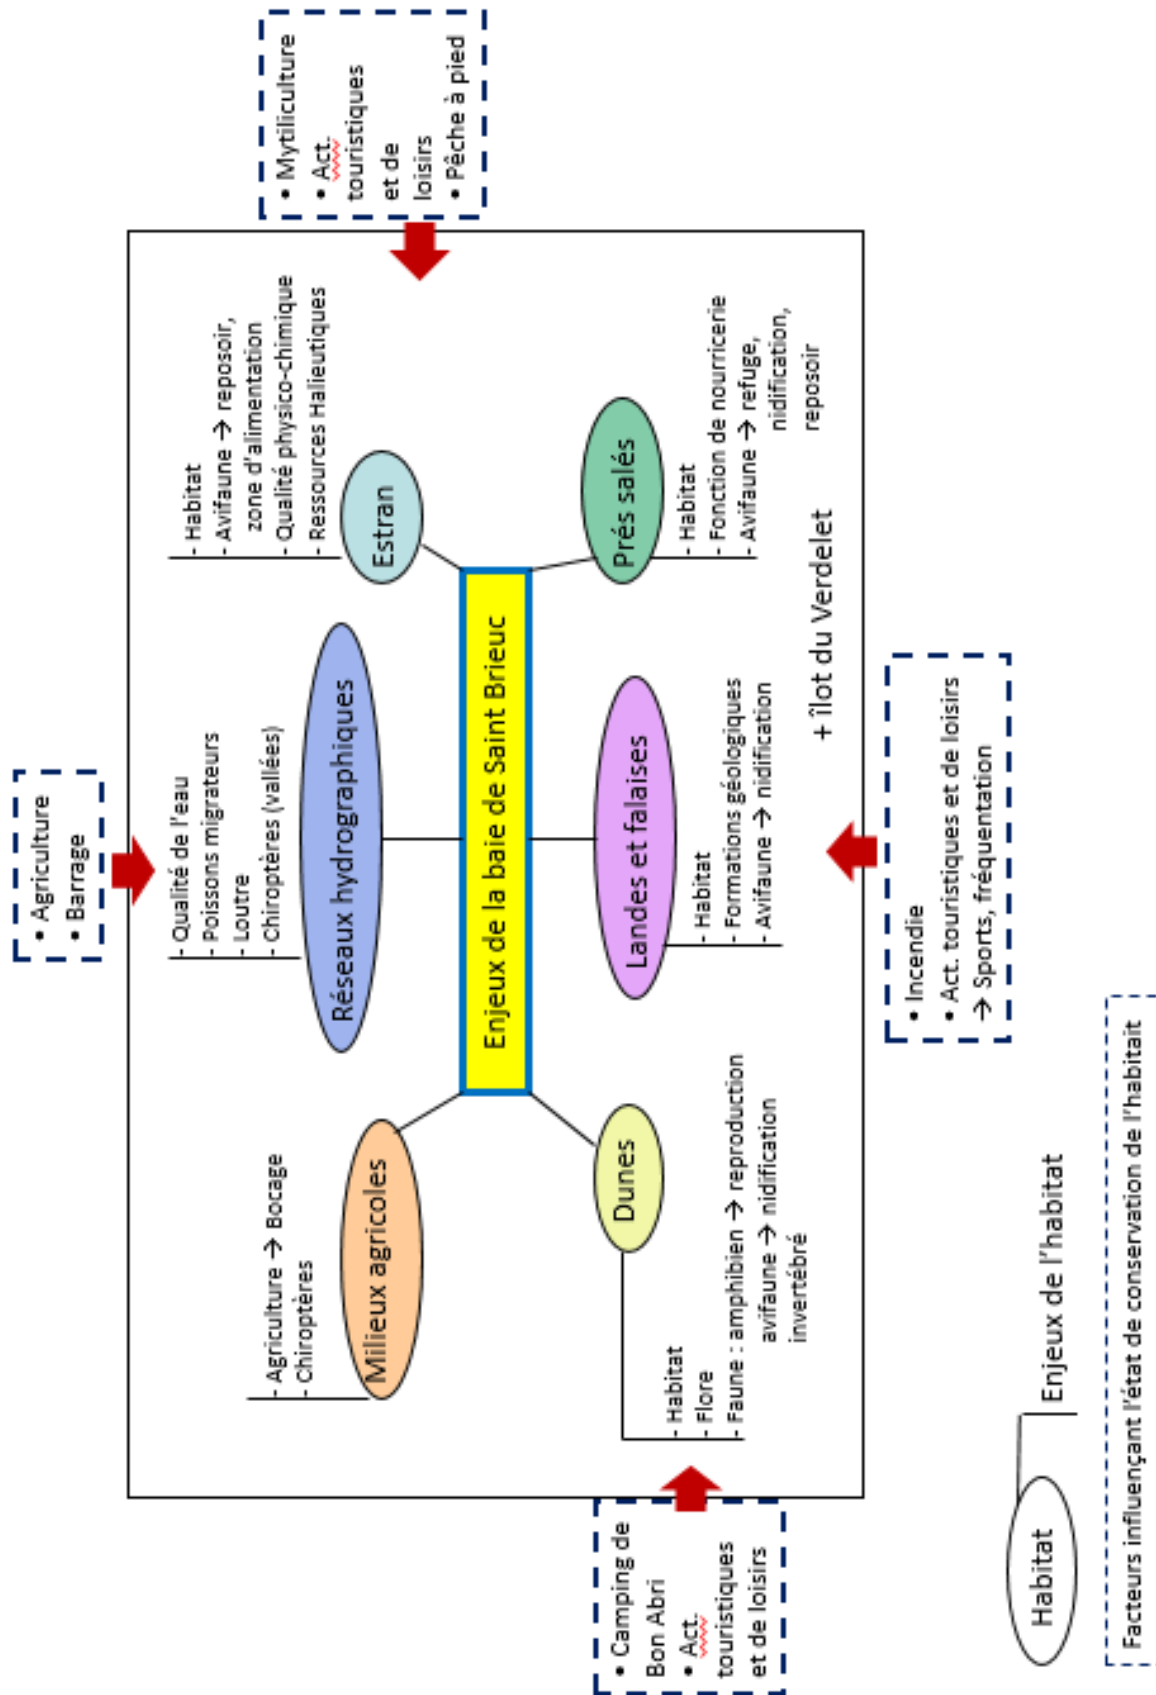 • Agriculture
• Barrage
- Agriculture → Bocage
- Chiroptères
Milieux agricoles
- Qualité de l'eau
- Poissons migrateurs
- Loutre
- Chiroptères (vallées)
Réseaux hydrographiques
- Habitat
- Avifaune → reposoir,
zone d'alimentation
- Qualité physico-chimique
- Ressources Halieutiques
Estran
• Mytiliculture
• Act.
touristiques
et de
loisirs
• Pêche à pied
Enjeux de la baie de Saint Brieuc
• Camping de
Bon Abri
• Act.
touristiques
et de loisirs
Dunes
- Habitat
- Flore
- Faune : amphibien → reproduction
avifaune → nidification
invertébré
Landes et falaises
- Habitat
- Formations géologiques
- Avifaune → nidification
Prés salés
- Habitat
- Fonction de nourricerie
- Avifaune → refuge,
nidification,
reposoir
+ îlot du Verdelet
• Incendie
• Act. touristiques et de loisirs
→ Sports, fréquentation
Habitat
Enjeux de l'habitat
Facteurs influençant l'état de conservation de l'habitait